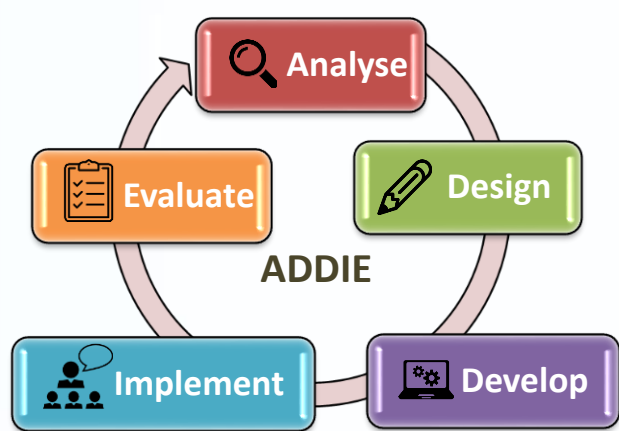 Analyse
Design
Develop
Implement
Evaluate
ADDIE